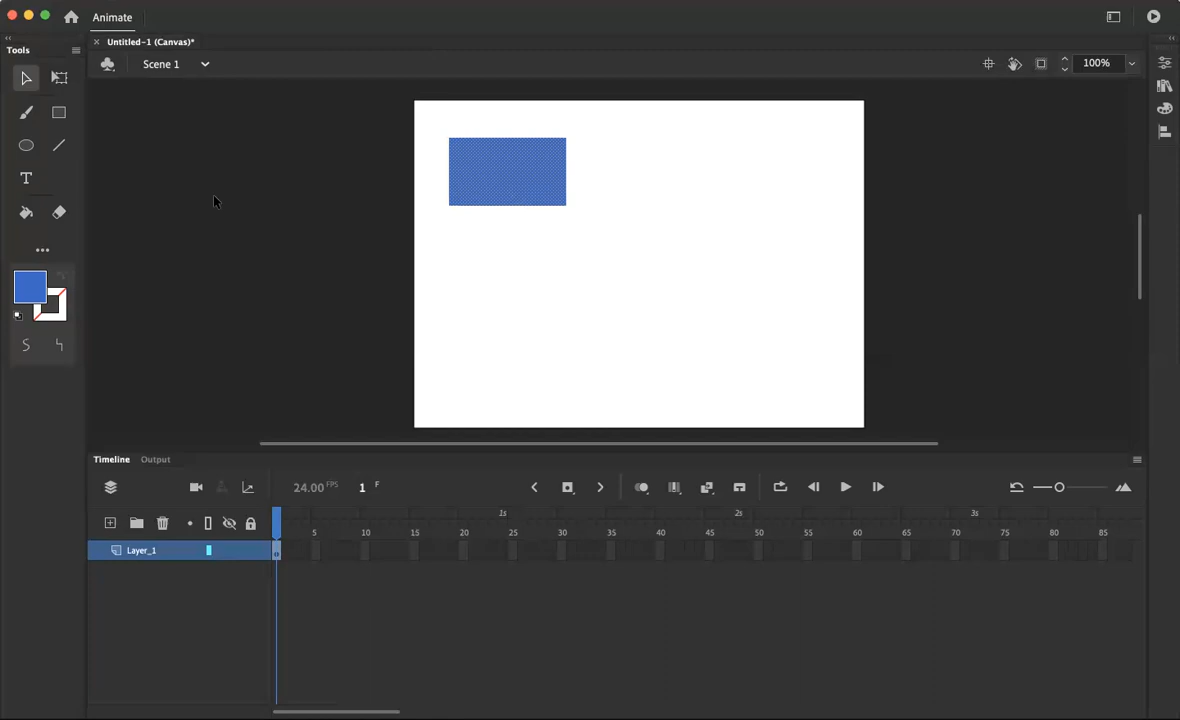 Animate
Tools
Untitled-1 (Canvas)*
Scene 1
100%
T
Timeline
Output
24.00 FPS
1 F
1s 2s 3s
5 10 15 20 25 30 35 40 45 50 55 60 65 70 75 80 85
Layer_1